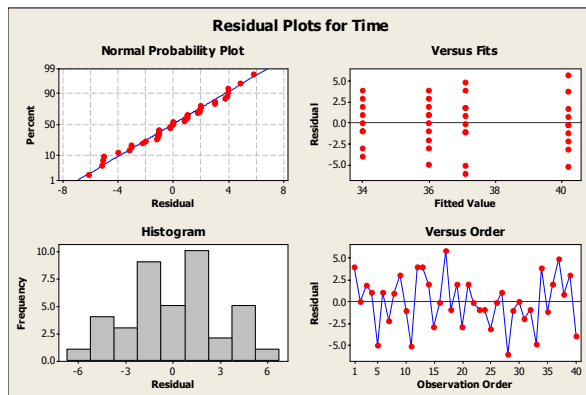 Residual Plots for Time
Normal Probability Plot
99
90
50
10
1
Percent
-8 -4 0 4 8
Residual
Versus Fits
5.0
2.5
0.0
-2.5
-5.0
Residual
34 36 38 40
Fitted Value
Histogram
10.0
7.5
5.0
2.5
0.0
Frequency
-6 -3 0 3 6
Residual
Versus Order
5.0
2.5
0.0
-2.5
-5.0
Residual
1 5 10 15 20 25 30 35 40
Observation Order